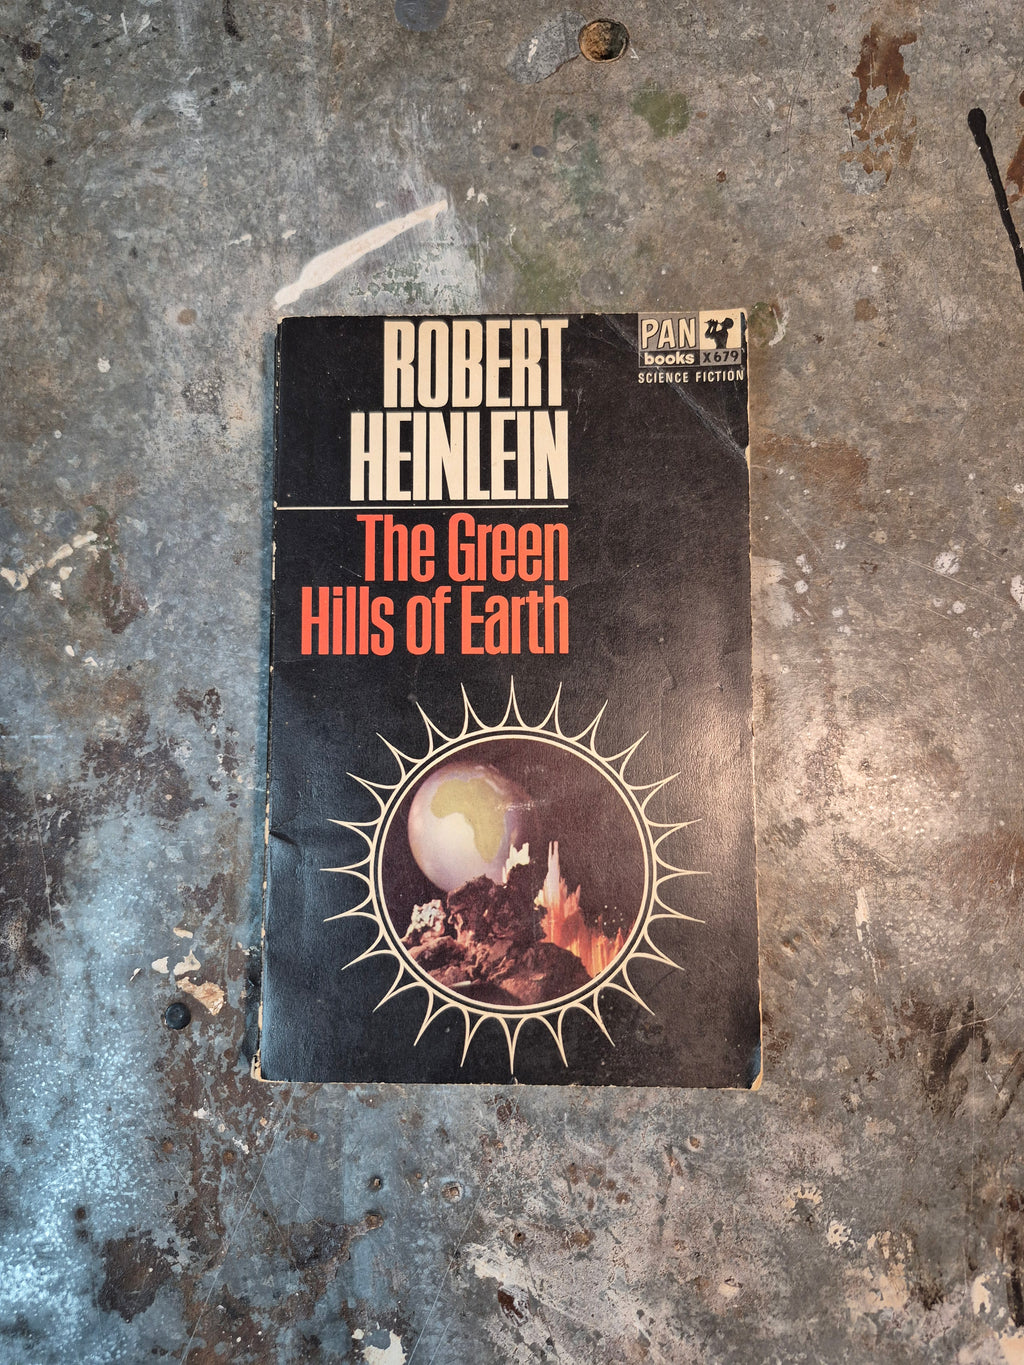 ROBERT
HEINLEIN
The Green
Hills of Earth
PAN
books X679
SCIENCE FICTION